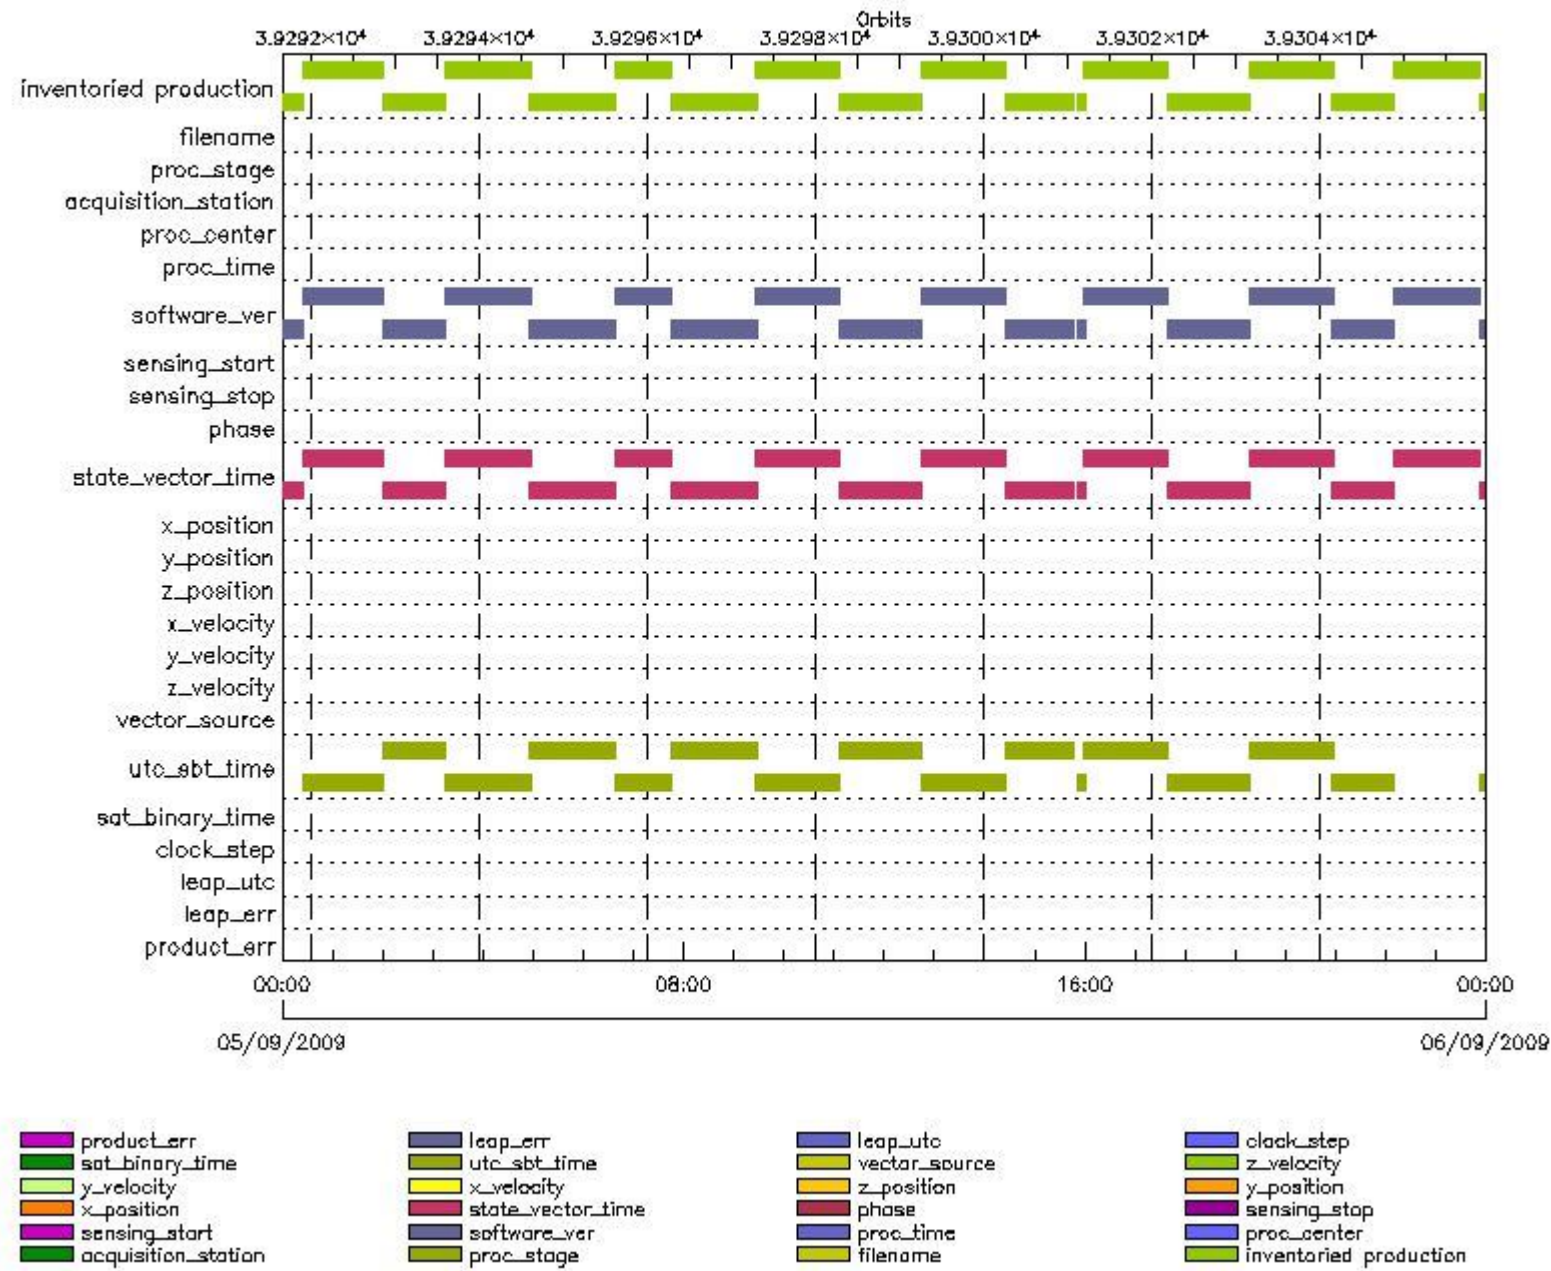 Orbits
3.9292×10⁴ 3.9294×10⁴ 3.9296×10⁴ 3.9298×10⁴ 3.9300×10⁴ 3.9302×10⁴ 3.9304×10⁴
inventoried production
filename
proc_stage
acquisition_station
proc_center
proc_time
software_ver
sensing_start
sensing_stop
phase
state_vector_time
x_position
y_position
z_position
x_velocity
y_velocity
z_velocity
vector_source
utc_sbt_time
sat_binary_time
clock_step
leap_utc
leap_err
product_err
00:00 08:00 16:00 00:00
05/09/2009 06/09/2009
product_err leap_err leap_utc clock_step
sat_binary_time utc_sbt_time vector_source z_velocity
y_velocity x_velocity z_position y_position
x_position state_vector_time phase sensing_stop
sensing_start software_ver proc_time proc_center
acquisition_station proc_stage filename inventoried production